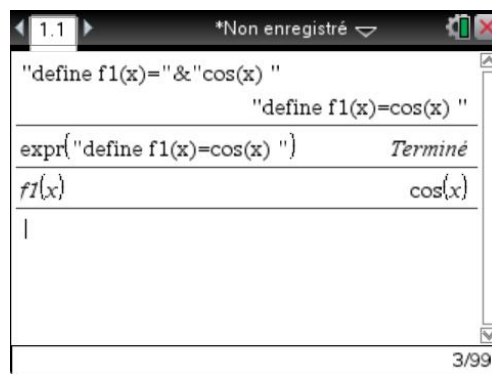 1.1 *Non enregistré
"define f1(x)="&"cos(x) "
"define f1(x)=cos(x) "
expr("define f1(x)=cos(x) ") Terminé
f1(x) cos(x)
3/99